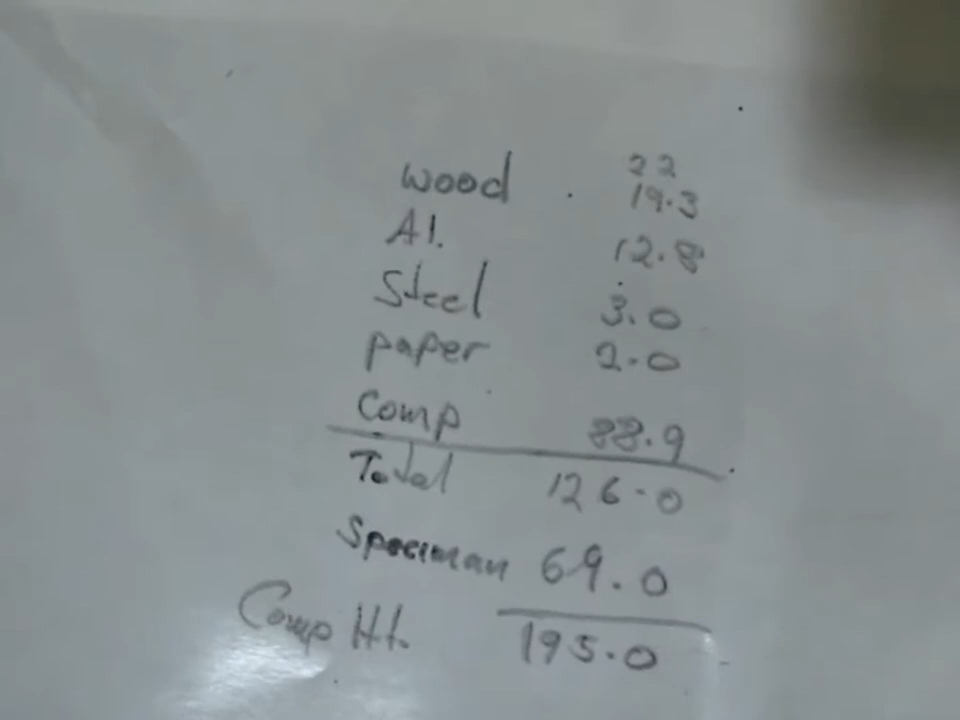 22
wood 19.3
Al. 12.8
Steel 3.0
paper 2.0
Comp 88.9
Total 126.0
Speciman 69.0
Comp Ht. 195.0